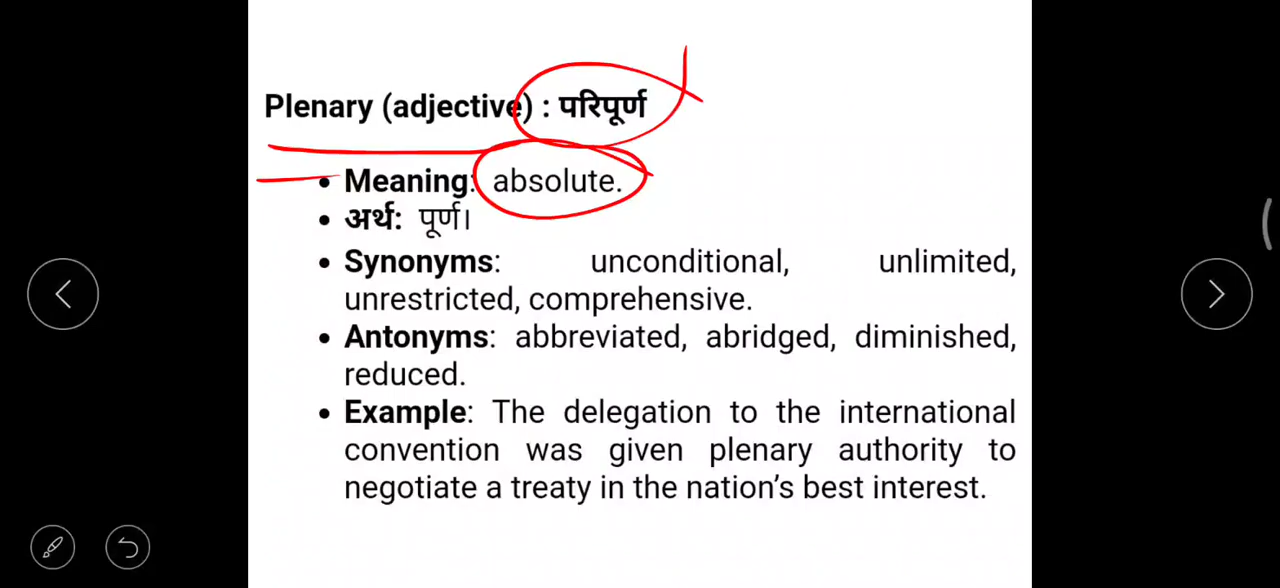 Plenary (adjective) : परिपूर्ण
• Meaning: absolute.
• अर्थ: पूर्ण।
• Synonyms: unconditional, unlimited,
unrestricted, comprehensive.
• Antonyms: abbreviated, abridged, diminished,
reduced.
• Example: The delegation to the international
convention was given plenary authority to
negotiate a treaty in the nation’s best interest.